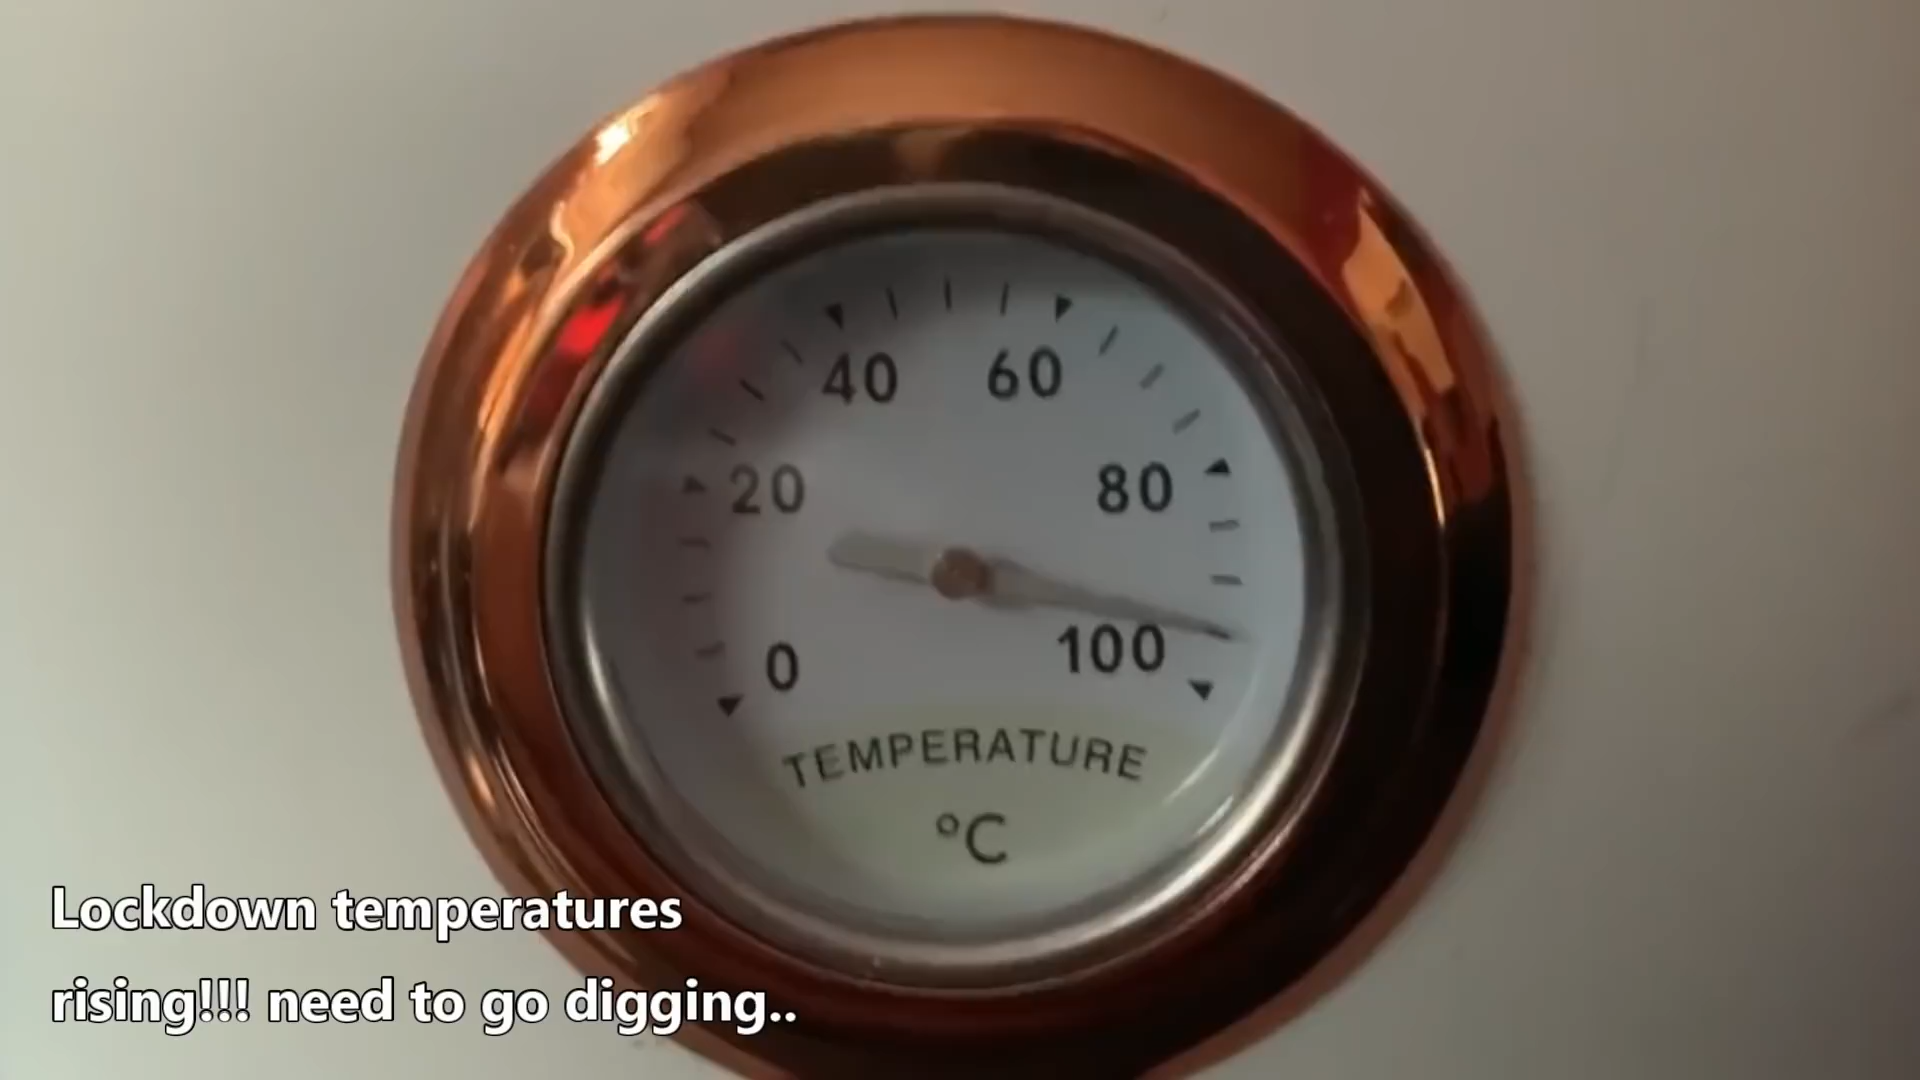 40 60
20 80
0 100
TEMPERATURE
°C
Lockdown temperatures
rising!!! need to go digging..